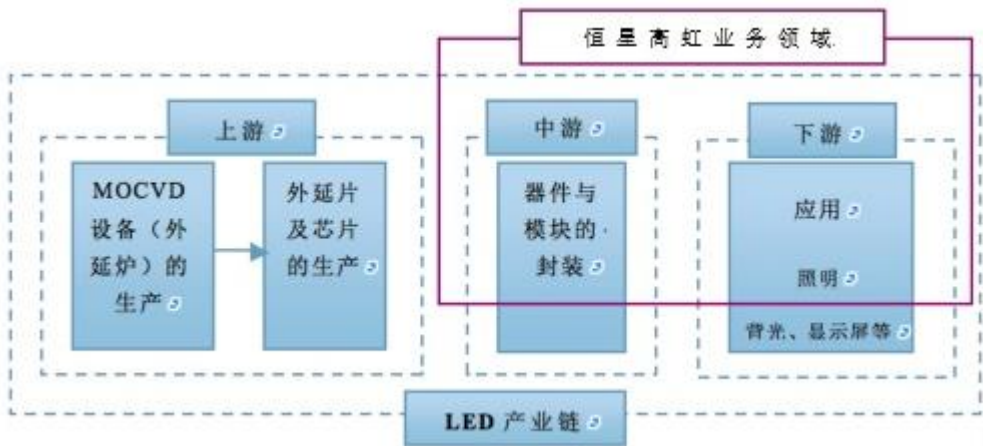 恒星高虹业务领域.
上游
中游
下游
MOCVD
设备（外
延炉）的
生产
外延片
及芯片
的生产
器件与
模块的.
封装
应用
照明
背光、显示屏等
LED 产业链